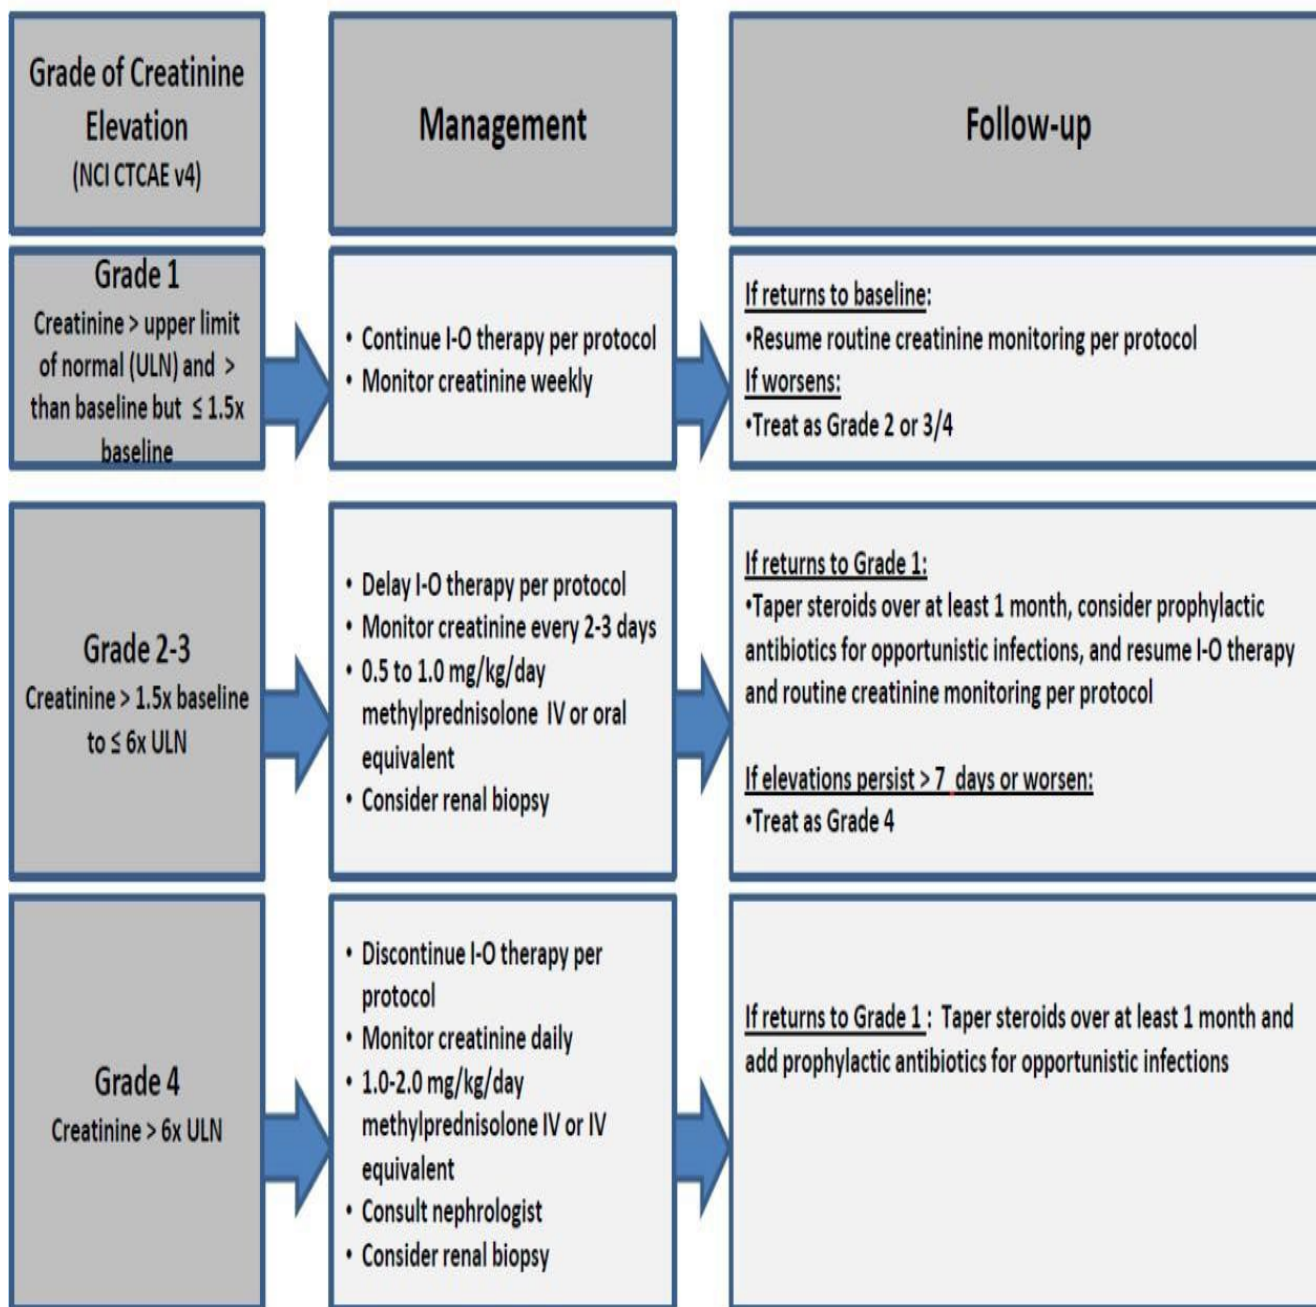 Grade of Creatinine
Elevation
(NCI CTCAE v4)
Management
Follow-up
Grade 1
Creatinine > upper limit
of normal (ULN) and >
than baseline but ≤ 1.5x
baseline
• Continue I-O therapy per protocol
• Monitor creatinine weekly
If returns to baseline:
•Resume routine creatinine monitoring per protocol
If worsens:
•Treat as Grade 2 or 3/4
Grade 2-3
Creatinine > 1.5x baseline
to ≤ 6x ULN
• Delay I-O therapy per protocol
• Monitor creatinine every 2-3 days
• 0.5 to 1.0 mg/kg/day
methylprednisolone IV or oral
equivalent
• Consider renal biopsy
If returns to Grade 1:
•Taper steroids over at least 1 month, consider prophylactic
antibiotics for opportunistic infections, and resume I-O therapy
and routine creatinine monitoring per protocol
If elevations persist > 7 days or worsen:
•Treat as Grade 4
Grade 4
Creatinine > 6x ULN
• Discontinue I-O therapy per
protocol
• Monitor creatinine daily
• 1.0-2.0 mg/kg/day
methylprednisolone IV or IV
equivalent
• Consult nephrologist
• Consider renal biopsy
If returns to Grade 1 : Taper steroids over at least 1 month and
add prophylactic antibiotics for opportunistic infections